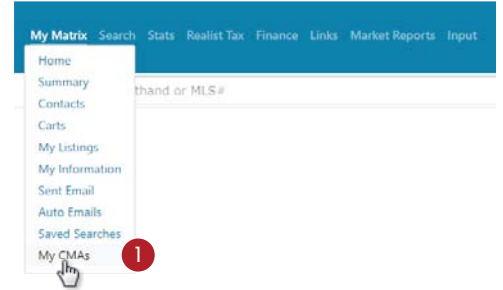 My Matrix Search Stats Realist Tax Finance Links Market Reports Input
Home
Summary
thand or MLS#
Contacts
Carts
My Listings
My Information
Sent Email
Auto Emails
Saved Searches
My CMAs 1